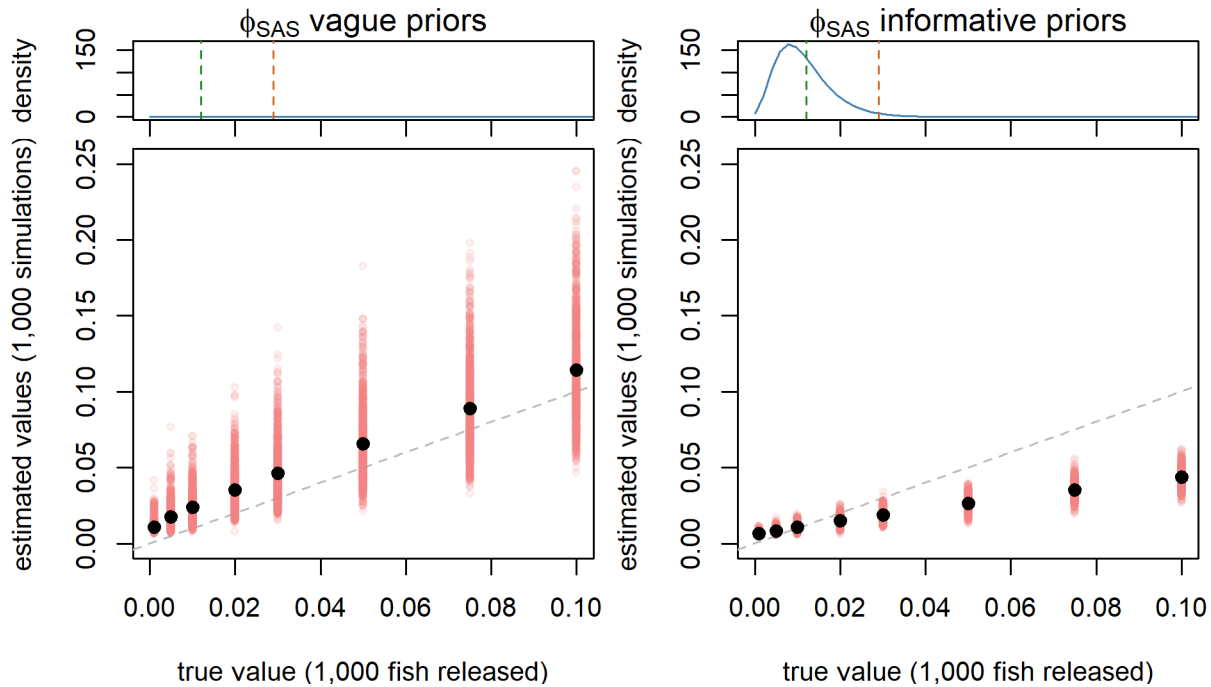 ϕSAS vague priors
density
0 50 150
estimated values (1,000 simulations)
0.00 0.05 0.10 0.15 0.20 0.25
0.00 0.02 0.04 0.06 0.08 0.10
true value (1,000 fish released)
ϕSAS informative priors
density
0 50 150
estimated values (1,000 simulations)
0.00 0.05 0.10 0.15 0.20 0.25
0.00 0.02 0.04 0.06 0.08 0.10
true value (1,000 fish released)